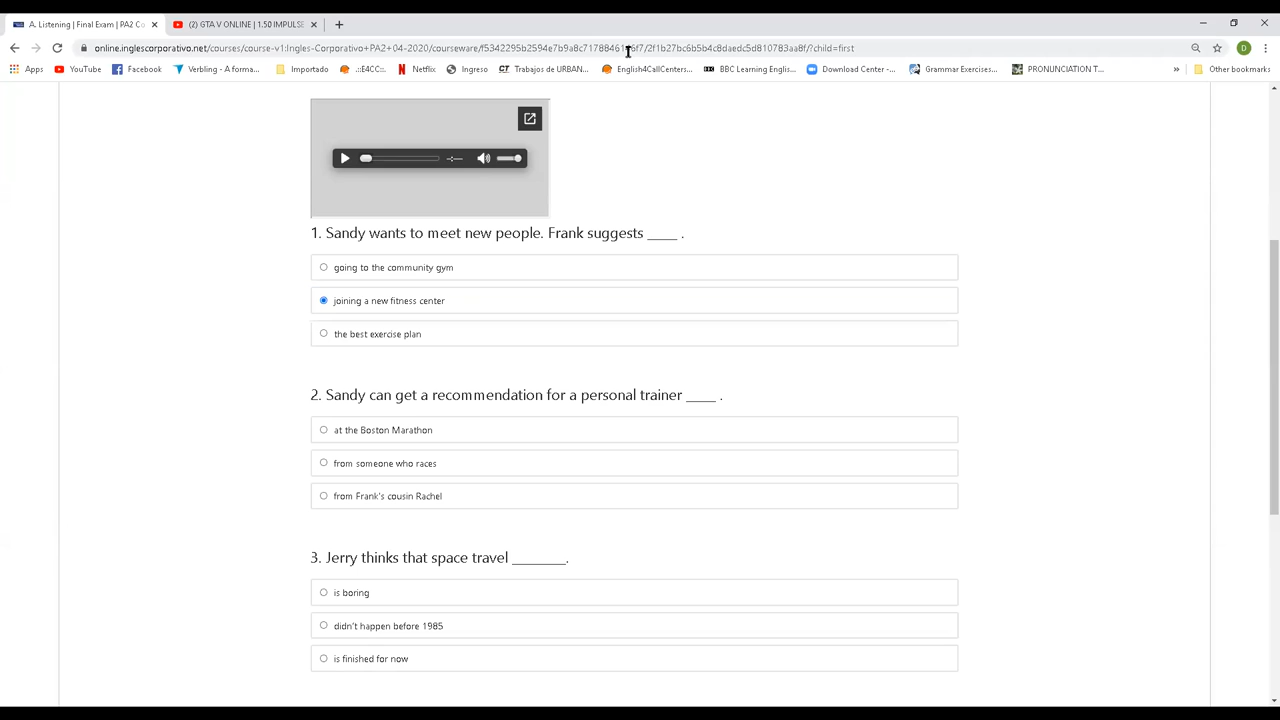 A. Listening | Final Exam | PA2 Co
(2) GTA V ONLINE | 1.50 IMPULSE
online.inglescorporativo.net/courses/course-v1:Ingles-Corporativo+PA2+04-2020/courseware/
Apps YouTube Facebook Verbling - A forma... Importado .::E4CC::. Netflix Ingreso Trabajos de URBAN... English4CallCenters... BBC Learning Englis... Download Center -... Grammar Exercises... PRONUNCIATION T... » Other bookmarks
1. Sandy wants to meet new people. Frank suggests ____ .
going to the community gym
joining a new fitness center
the best exercise plan
2. Sandy can get a recommendation for a personal trainer ____ .
at the Boston Marathon
from someone who races
from Frank's cousin Rachel
3. Jerry thinks that space travel _______.
is boring
didn't happen before 1985
is finished for now